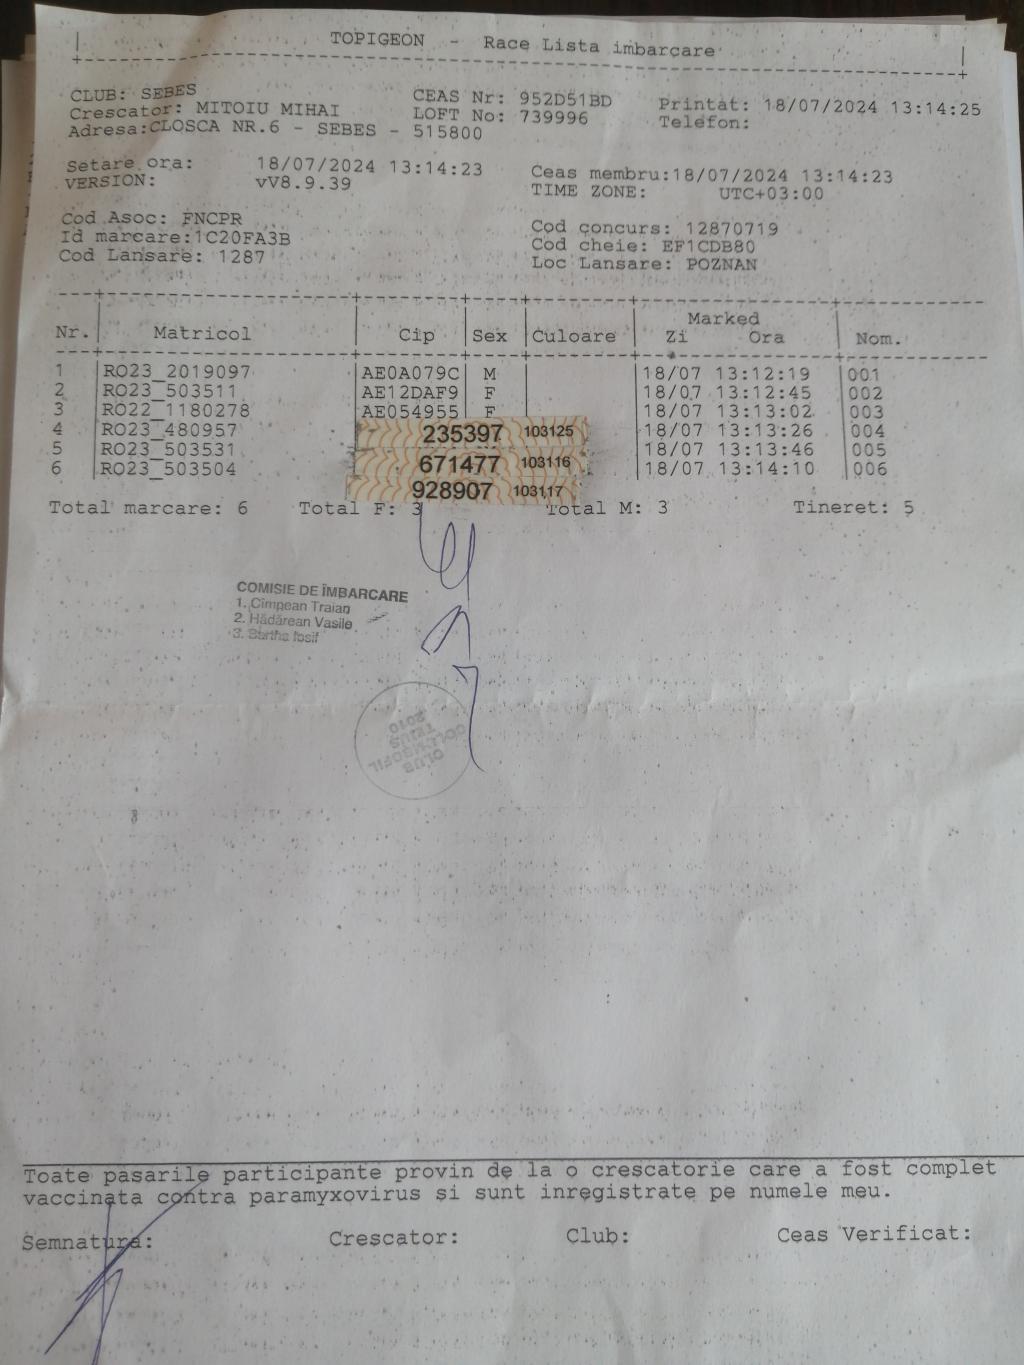 TOPIGEON - Race Lista imbarcare
CLUB: SEBES CEAS Nr: 952D51BD Printat: 18/07/2024 13:14:25
Crescator: MITOIU MIHAI LOFT No: 739996 Telefon:
Adresa:CLOSCA NR.6 - SEBES - 515800
Setare ora: 18/07/2024 13:14:23 Ceas membru:18/07/2024 13:14:23
VERSION: vV8.9.39 TIME ZONE: UTC+03:00
Cod Asoc: FNCPR Cod concurs: 12870719
Id marcare:1C20FA3B Cod cheie: EF1CDB80
Cod Lansare: 1287 Loc Lansare: POZNAN
Marked
Nr. Matricol Cip Sex Culoare Zi Ora Nom.
1 RO23_2019097 AE0A079C M 18/07 13:12:19 001
2 RO23_503511 AE12DAF9 F 18/07 13:12:45 002
3 RO22_1180278 AE054955 F 18/07 13:13:02 003
4 RO23_480957 235397 103125 18/07 13:13:26 004
5 RO23_503531 671477 103116 18/07 13:13:46 005
6 RO23_503504 928907 103117 18/07 13:14:10 006
Total marcare: 6 Total F: 3 Total M: 3 Tineret: 5
COMISIE DE ÎMBARCARE
1. Cîmpean Traian
2. Hădărean Vasile
3. Bartha Iosif
CLUB
COLUMBOFIL
TEIUS
2010
Toate pasarile participante provin de la o crescatorie care a fost complet
vaccinata contra paramyxovirus si sunt inregistrate pe numele meu.
Semnatura: Crescator: Club: Ceas Verificat: